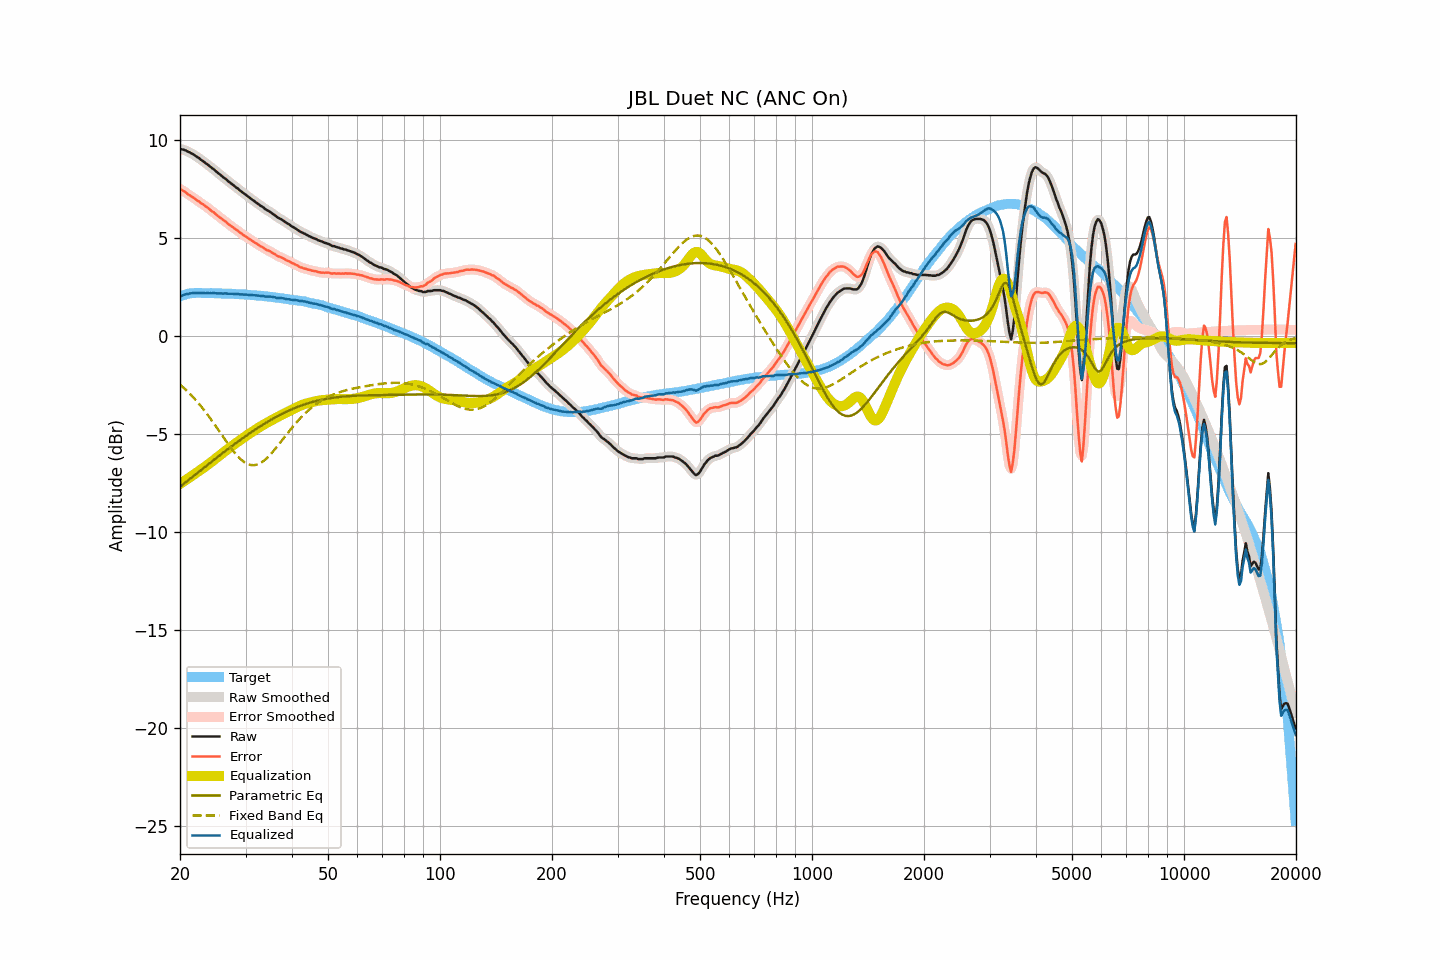 JBL Duet NC (ANC On)
10
5
0
−5
−10
−15
−20
−25
Amplitude (dBr)
Target
Raw Smoothed
Error Smoothed
Raw
Error
Equalization
Parametric Eq
Fixed Band Eq
Equalized
20 50 100 200 500 1000 2000 5000 10000 20000
Frequency (Hz)